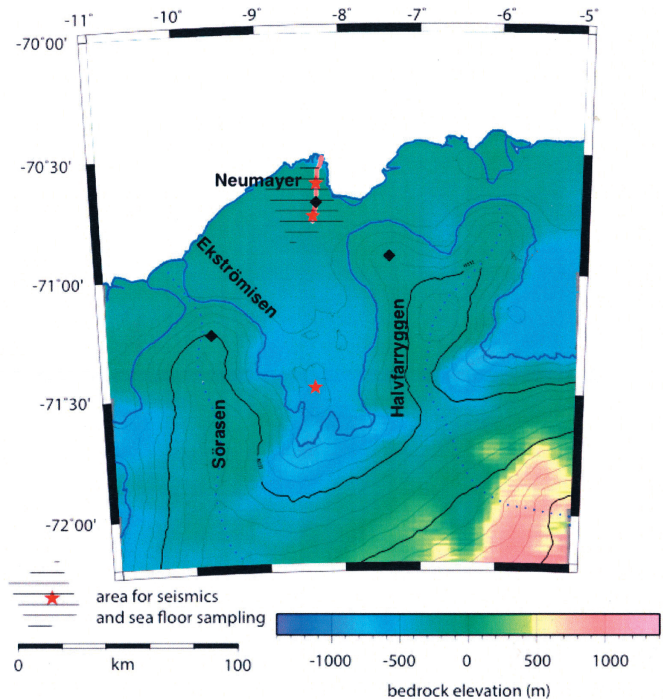 -11° -10° -9° -8° -7° -6° -5°
-70°00'
-70°30'
Neumayer
Ekströmisen
-71°00'
Halvfarryggen
-71°30'
Sörasen
-72°00'
area for seismics
and sea floor sampling
0 km 100
-1000 -500 0 500 1000
bedrock elevation (m)